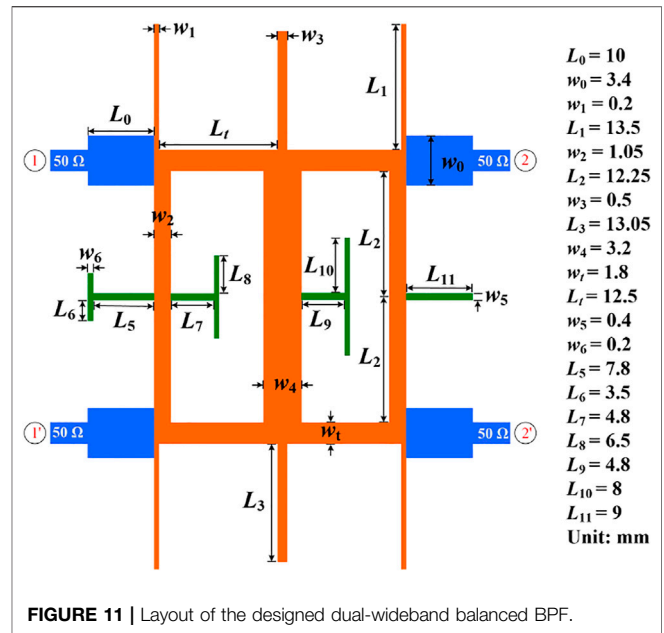 w1
w3
L1
L0
Lt
1
50 Ω
w0
50 Ω
2
w2
L2
w6
L8
L10
L11
w5
L6
L5
L7
L9
L2
w4
1'
50 Ω
wt
50 Ω
2'
L3
L0 = 10
w0 = 3.4
w1 = 0.2
L1 = 13.5
w2 = 1.05
L2 = 12.25
w3 = 0.5
L3 = 13.05
w4 = 3.2
wt = 1.8
Lt = 12.5
w5 = 0.4
w6 = 0.2
L5 = 7.8
L6 = 3.5
L7 = 4.8
L8 = 6.5
L9 = 4.8
L10 = 8
L11 = 9
Unit: mm
FIGURE 11 | Layout of the designed dual-wideband balanced BPF.